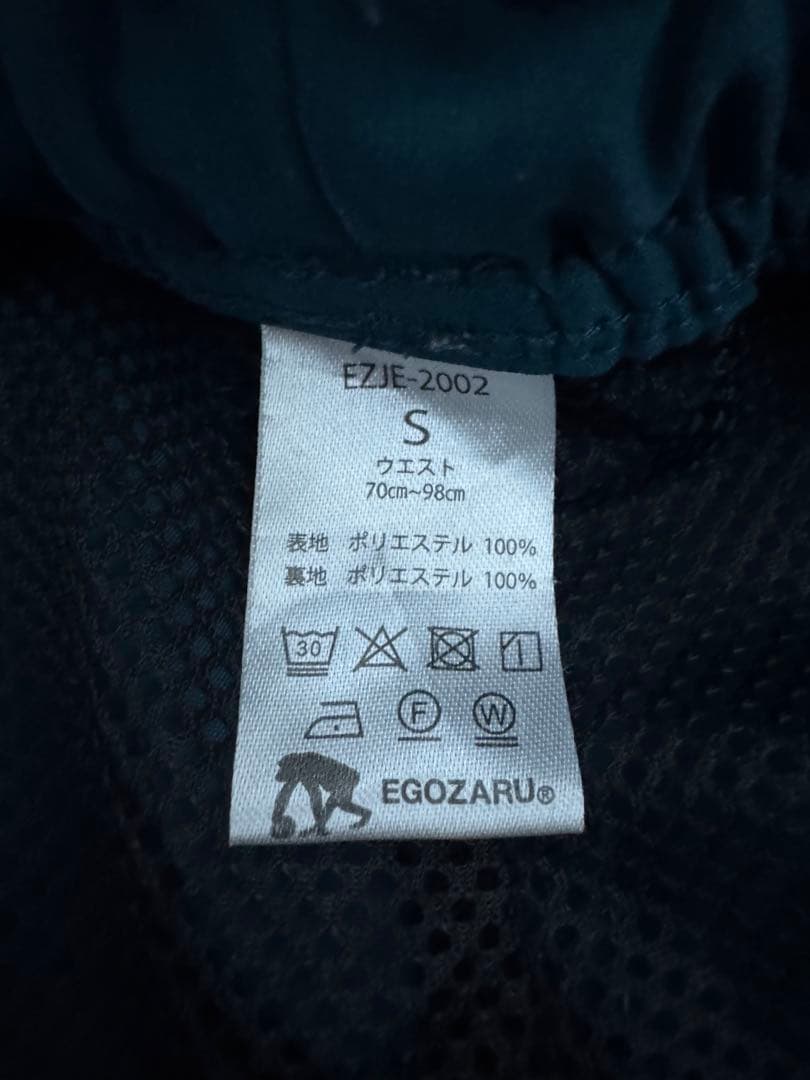 EZJE-2002
S
ウエスト
70㎝~98㎝
表地 ポリエステル 100%
裏地 ポリエステル 100%
30
F W
EGOZARU®